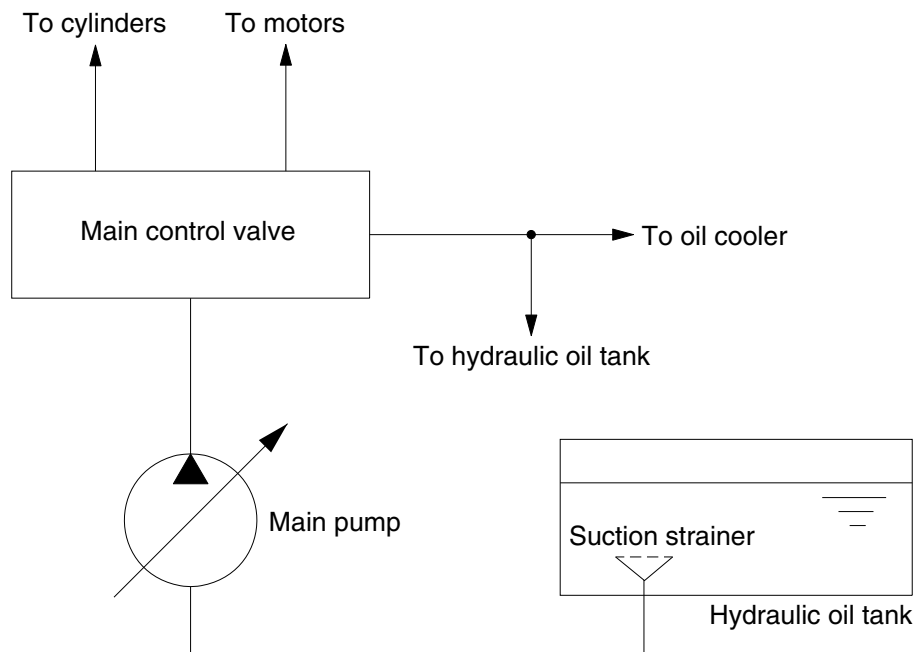 To cylinders
To motors
Main control valve
To oil cooler
To hydraulic oil tank
Main pump
Suction strainer
Hydraulic oil tank